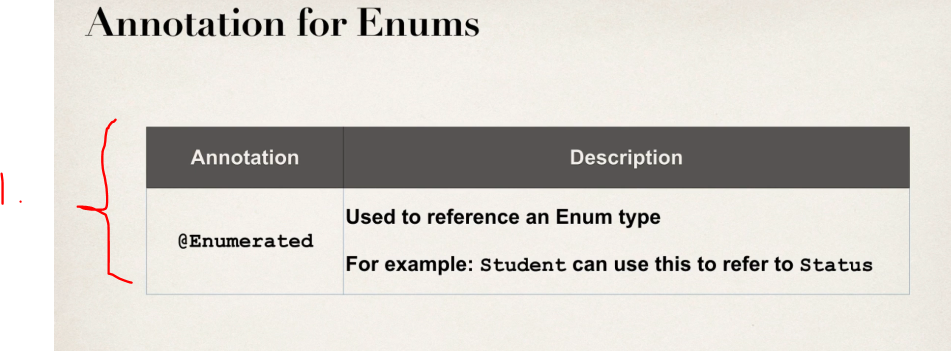 Annotation for Enums
Annotation Description
Used to reference an Enum type
@Enumerated
For example: Student can use this to refer to Status
1.